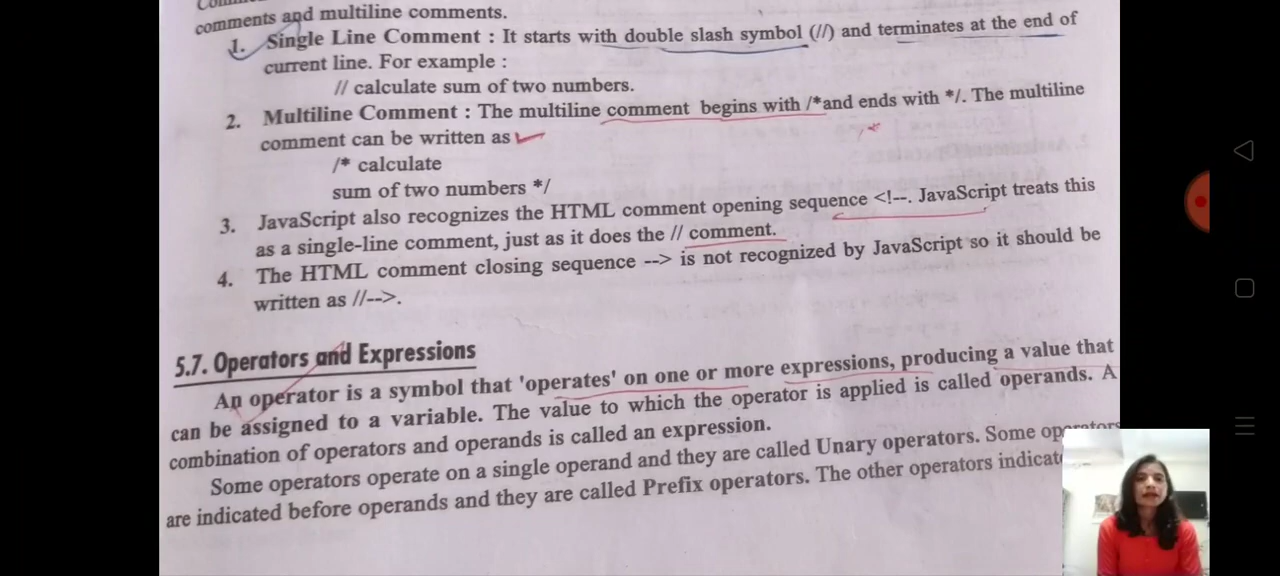 comments and multiline comments.
1. Single Line Comment : It starts with double slash symbol (//) and terminates at the end of
current line. For example :
// calculate sum of two numbers.
2. Multiline Comment : The multiline comment begins with /*and ends with */. The multiline
comment can be written as
/* calculate
sum of two numbers */
3. JavaScript also recognizes the HTML comment opening sequence <!--. JavaScript treats this
as a single-line comment, just as it does the // comment.
4. The HTML comment closing sequence --> is not recognized by JavaScript so it should be
written as //-->.
5.7. Operators and Expressions
An operator is a symbol that 'operates' on one or more expressions, producing a value that
can be assigned to a variable. The value to which the operator is applied is called operands. A
combination of operators and operands is called an expression.
Some operators operate on a single operand and they are called Unary operators. Some operators
are indicated before operands and they are called Prefix operators. The other operators